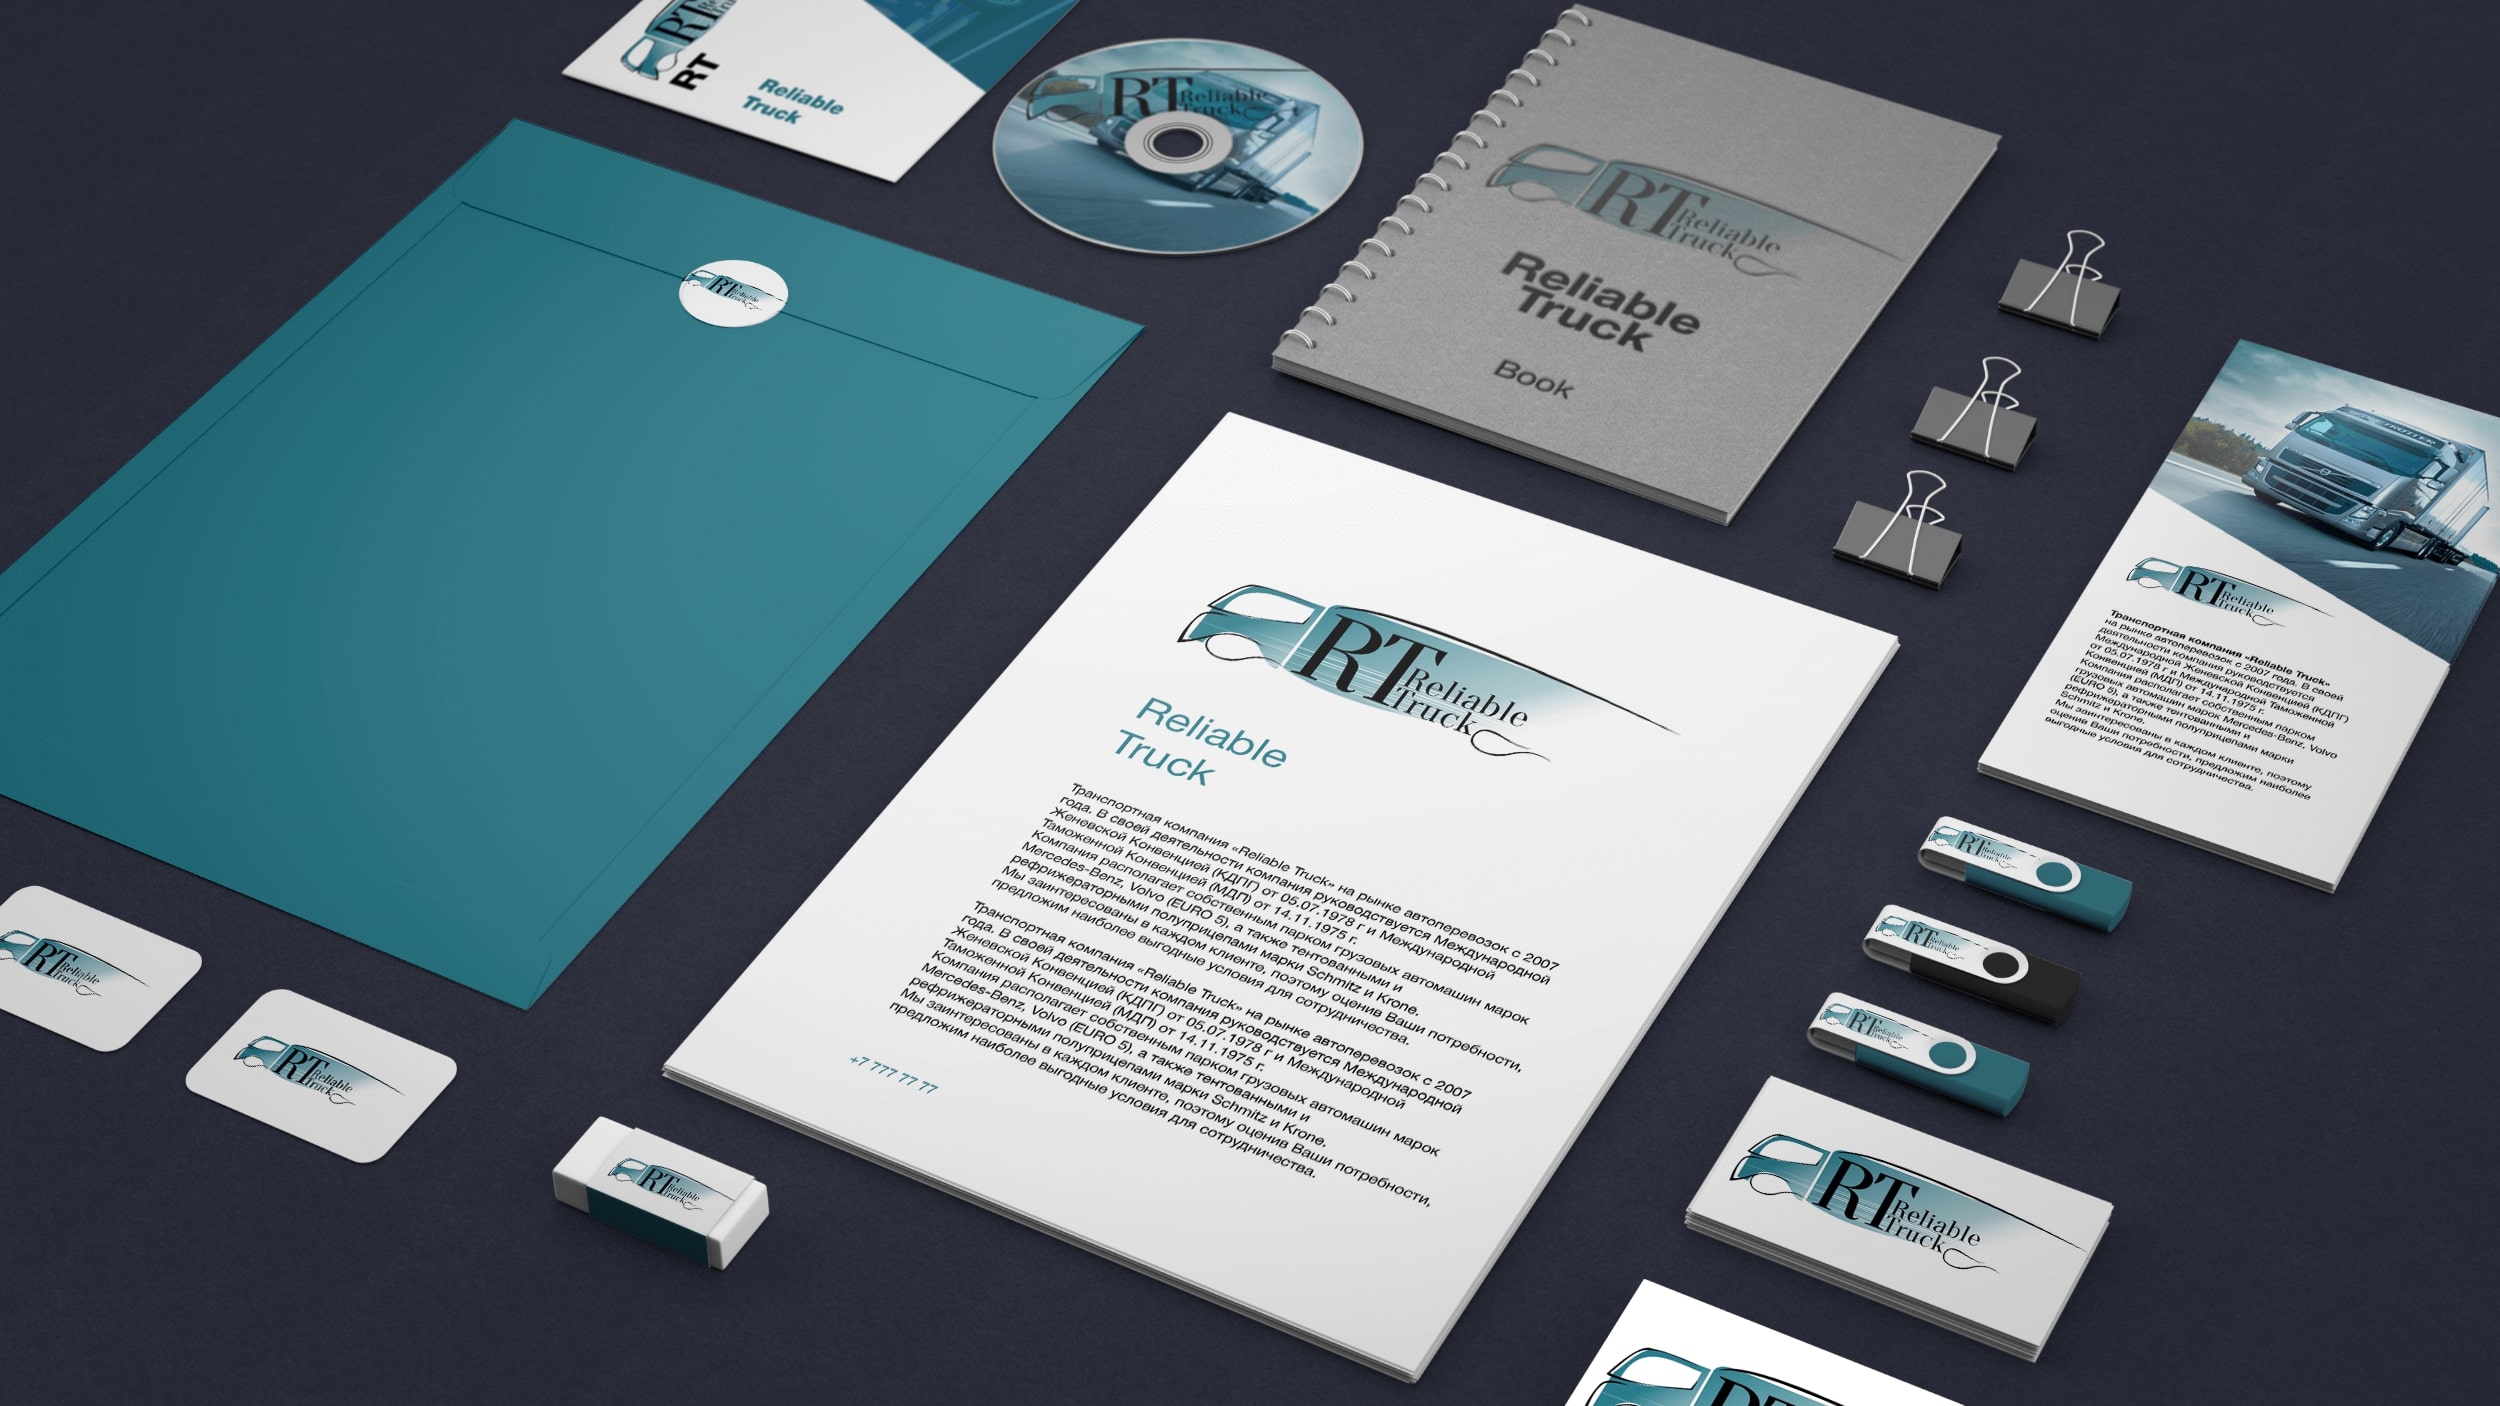 RT
RT
Reliable
Truck
RT Reliable
Truck
RT Reliable
Truck
RT Reliable
Truck
Reliable
Truck
Book
RT Reliable
Truck
Reliable
Truck
Транспортная компания «Reliable Truck» на рынке автоперевозок с 2007
года. В своей деятельности компания руководствуется Международной
Женевской Конвенцией (КДПГ) от 05.07.1978 г и Международной
Таможенной Конвенцией (МДП) от 14.11.1975 г.
Компания располагает собственным парком грузовых автомашин марок
Mercedes-Benz, Volvo (EURO 5), а также тентованными и
рефрижераторными полуприцепами марки Schmitz и Krone.
Мы заинтересованы в каждом клиенте, поэтому оценив Ваши потребности,
предложим наиболее выгодные условия для сотрудничества.
Транспортная компания «Reliable Truck» на рынке автоперевозок с 2007
года. В своей деятельности компания руководствуется Международной
Женевской Конвенцией (КДПГ) от 05.07.1978 г и Международной
Таможенной Конвенцией (МДП) от 14.11.1975 г.
Компания располагает собственным парком грузовых автомашин марок
Mercedes-Benz, Volvo (EURO 5), а также тентованными и
рефрижераторными полуприцепами марки Schmitz и Krone.
Мы заинтересованы в каждом клиенте, поэтому оценив Ваши потребности,
предложим наиболее выгодные условия для сотрудничества.
+7 777 77 77
RT Reliable
Truck
Транспортная компания «Reliable Truck»
на рынке автоперевозок с 2007 года. В своей
деятельности компания руководствуется
Международной Женевской Конвенцией (КДПГ)
от 05.07.1978 г и Международной Таможенной
Конвенцией (МДП) от 14.11.1975 г.
Компания располагает собственным парком
грузовых автомашин марок Mercedes-Benz, Volvo
(EURO 5), а также тентованными и
рефрижераторными полуприцепами марки
Schmitz и Krone.
Мы заинтересованы в каждом клиенте, поэтому
оценив Ваши потребности, предложим наиболее
выгодные условия для сотрудничества.
RT Reliable
Truck
RT Reliable
Truck
RT Reliable
Truck
RT Reliable
Truck
RT Reliable
Truck
RT Reliable
Truck
RT Reliable
Truck
RT